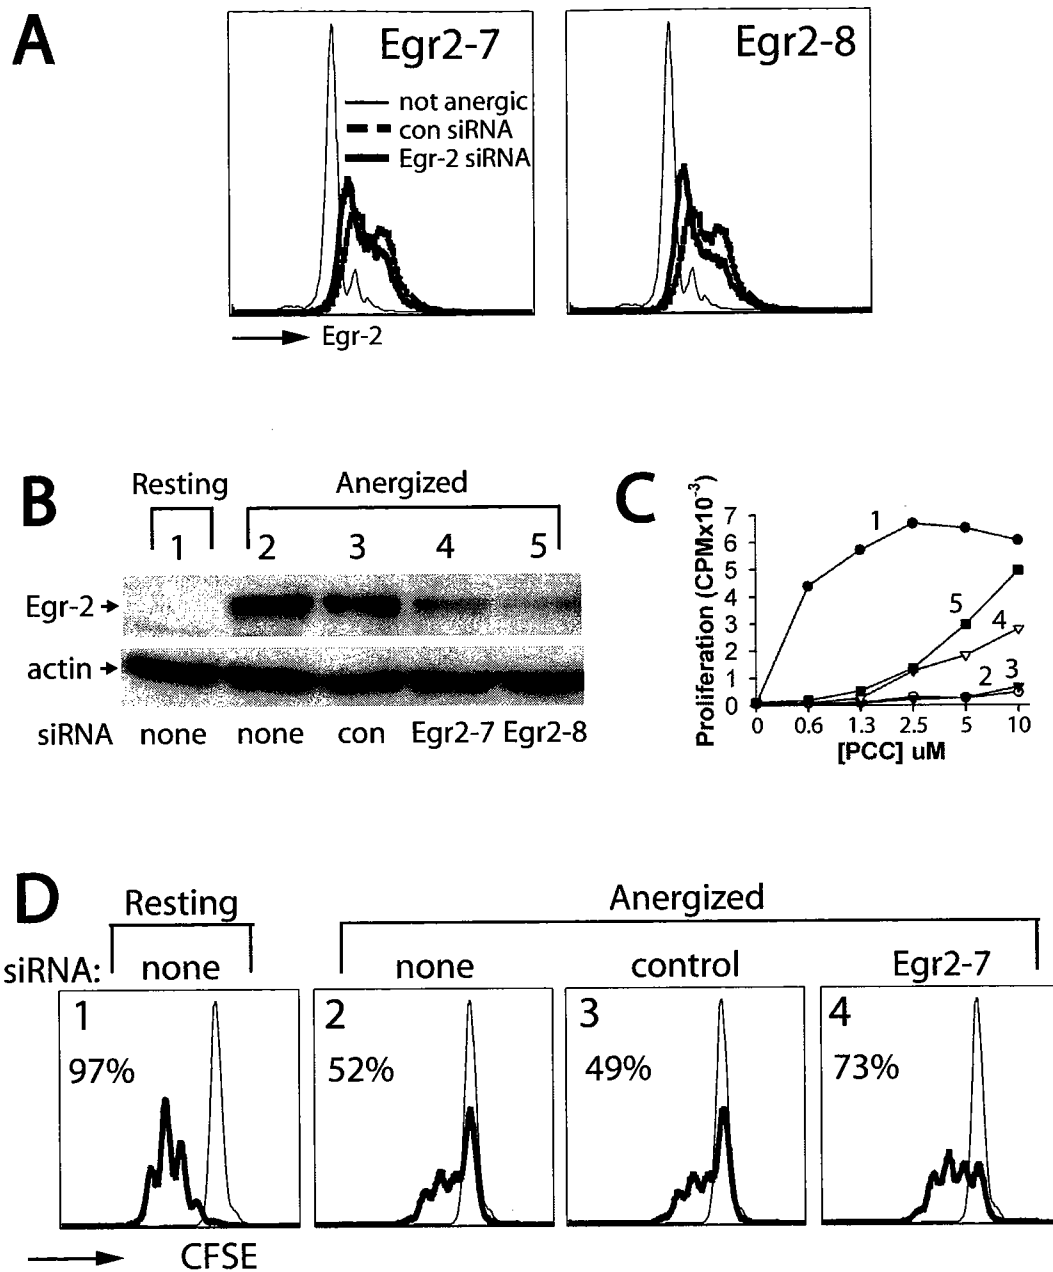 A
Egr2-7
Egr2-8
not anergic
con siRNA
Egr-2 siRNA
Egr-2
B
Resting
Anergized
1 2 3 4 5
Egr-2
actin
siRNA none none con Egr2-7 Egr2-8
C
Proliferation (CPMx10-3)
7
6
5
4
3
2
1
0
1
5
4
2 3
0 0.6 1.3 2.5 5 10
[PCC] uM
D
Resting
Anergized
siRNA: none none control Egr2-7
1 2 3 4
97% 52% 49% 73%
CFSE